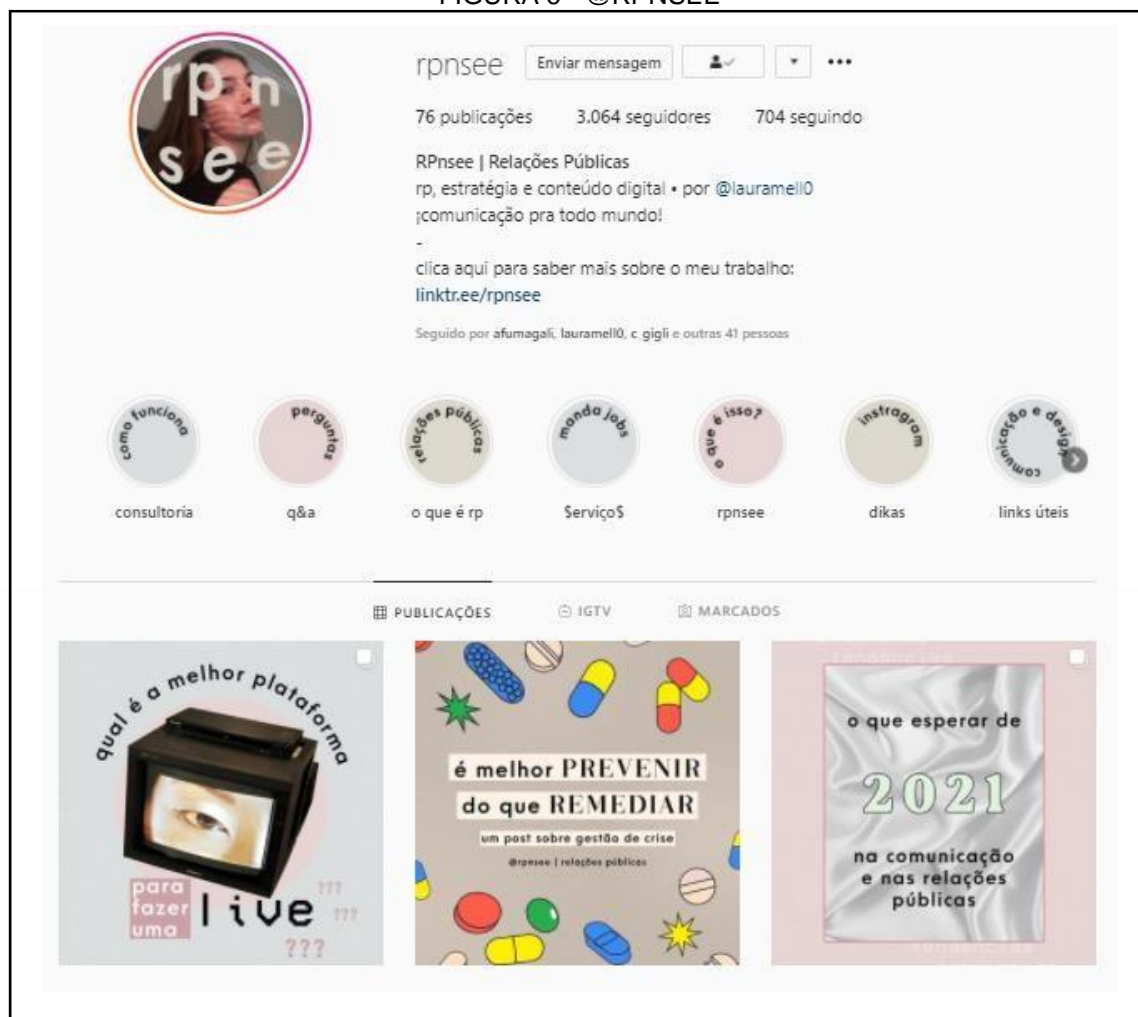 rpnsee Enviar mensagem
76 publicações 3.064 seguidores 704 seguindo
RPnsee | Relações Públicas
rp, estratégia e conteúdo digital • por @lauramell0
¡comunicação pra todo mundo!
-
clica aqui para saber mais sobre o meu trabalho:
linktr.ee/rpnsee
Seguido por afumagali, lauramell0, c_gigli e outras 41 pessoas
rpn
see
como funciona
perguntas
relações públicas
manda jobs
o que é isso?
instragram
comunicação e design
consultoria q&a o que é rp $erviço$ rpnsee dikas links úteis
PUBLICAÇÕES IGTV MARCADOS
qual é a melhor plataforma
para
fazer
uma
live
???
???
???
é melhor PREVENIR
do que REMEDIAR
um post sobre gestão de crise
@rpnsee | relações públicas
o que esperar de
2021
na comunicação
e nas relações
públicas